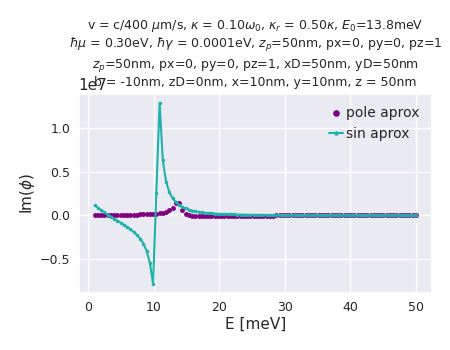 v = c/400 μm/s, κ = 0.10ω₀, κᵣ = 0.50κ, E₀=13.8meV
ħμ = 0.30eV, ħγ = 0.0001eV, zₚ=50nm, px=0, py=0, pz=1
zₚ=50nm, px=0, py=0, pz=1, xD=50nm, yD=50nm
b = -10nm, zD=0nm, x=10nm, y=10nm, z = 50nm
1e7
pole aprox
sin aprox
1.0
0.5
0.0
−0.5
Im(ϕ)
0 10 20 30 40 50
E [meV]